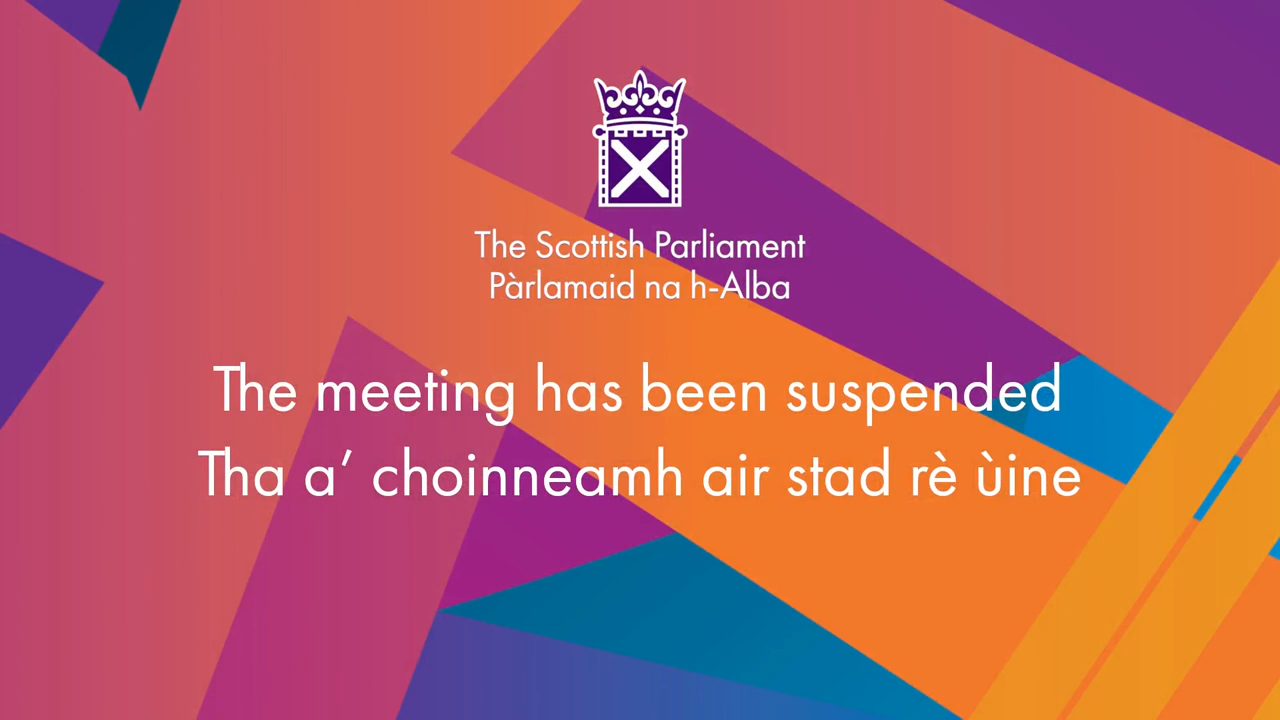 The Scottish Parliament
Pàrlamaid na h-Alba
The meeting has been suspended
Tha a’ choinneamh air stad rè ùine